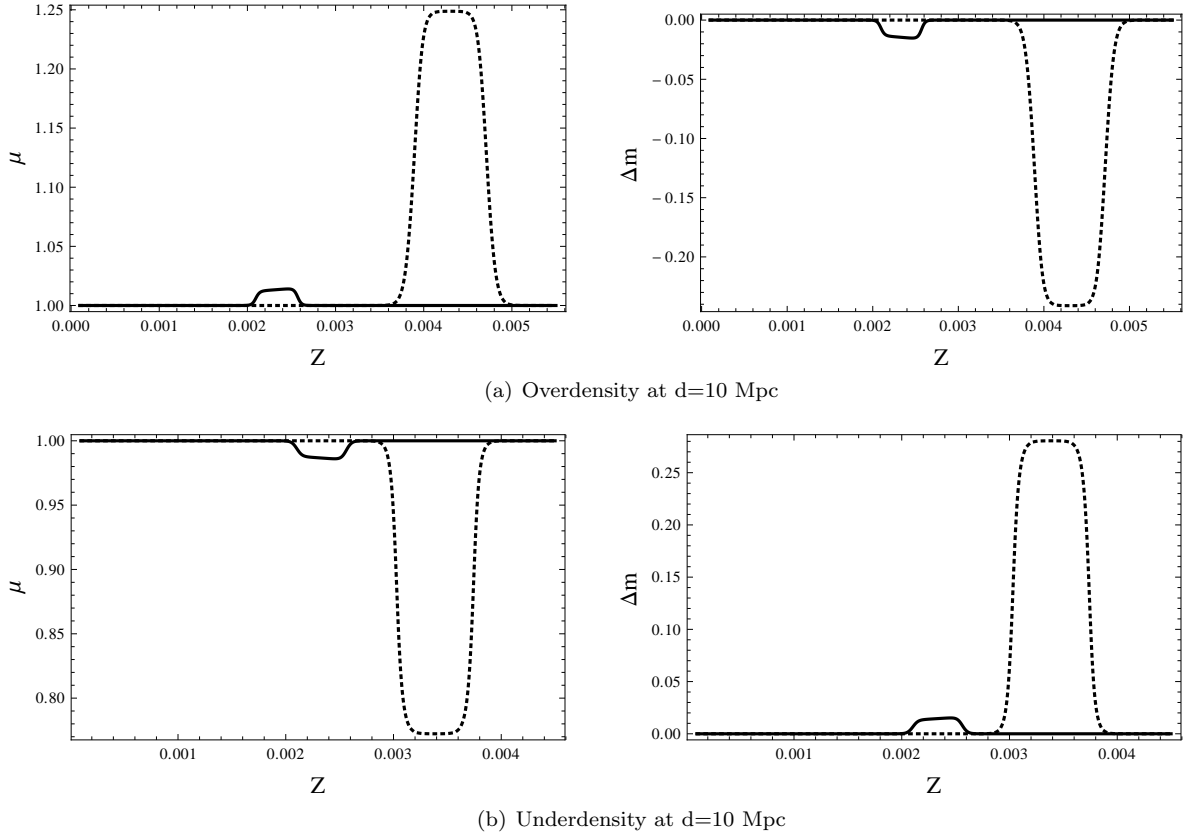 1.25
1.20
1.15
1.10
1.05
1.00
μ
0.000 0.001 0.002 0.003 0.004 0.005
Z
0.00
−0.05
−0.10
−0.15
−0.20
Δm
0.000 0.001 0.002 0.003 0.004 0.005
Z
(a) Overdensity at d=10 Mpc
1.00
0.95
0.90
0.85
0.80
μ
0.001 0.002 0.003 0.004
Z
0.25
0.20
0.15
0.10
0.05
0.00
Δm
0.001 0.002 0.003 0.004
Z
(b) Underdensity at d=10 Mpc